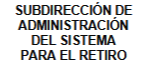 SUBDIRECCIÓN DE
ADMINISTRACIÓN
DEL SISTEMA
PARA EL RETIRO